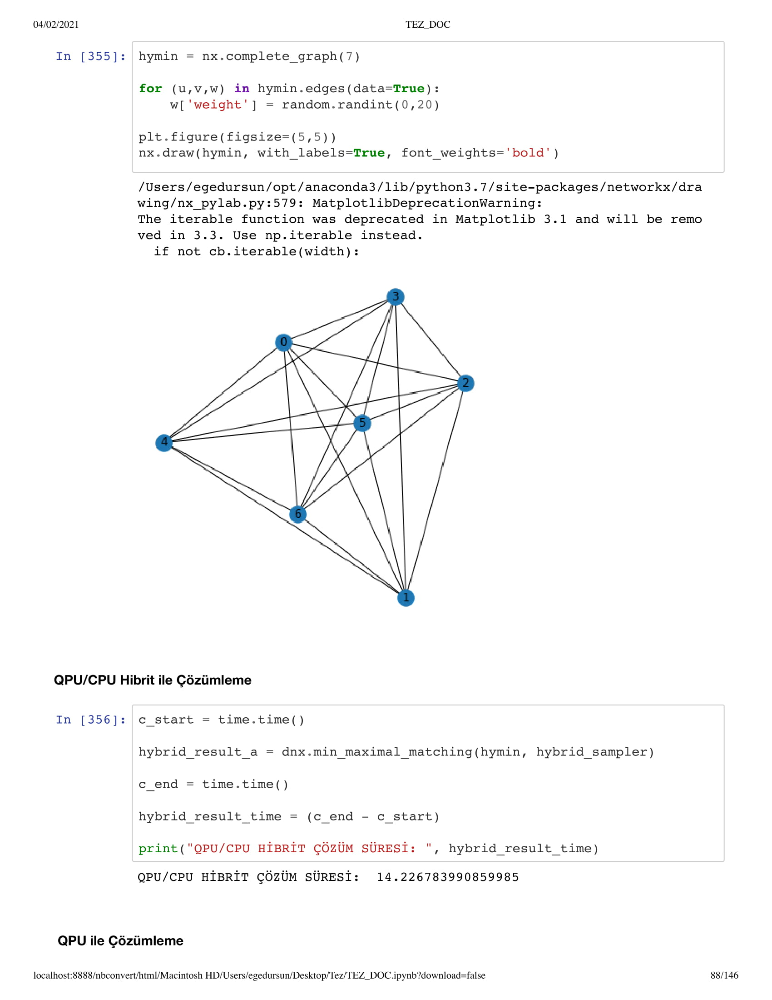 04/02/2021 TEZ_DOC
In [355]: hymin = nx.complete_graph(7)
for (u,v,w) in hymin.edges(data=True):
    w['weight'] = random.randint(0,20)
plt.figure(figsize=(5,5))
nx.draw(hymin, with_labels=True, font_weights='bold')
/Users/egedursun/opt/anaconda3/lib/python3.7/site-packages/networkx/dra
wing/nx_pylab.py:579: MatplotlibDeprecationWarning:
The iterable function was deprecated in Matplotlib 3.1 and will be remo
ved in 3.3. Use np.iterable instead.
  if not cb.iterable(width):
3
0
2
5
4
6
1
QPU/CPU Hibrit ile Çözümleme
In [356]: c_start = time.time()
hybrid_result_a = dnx.min_maximal_matching(hymin, hybrid_sampler)
c_end = time.time()
hybrid_result_time = (c_end - c_start)
print("QPU/CPU HİBRİT ÇÖZÜM SÜRESİ: ", hybrid_result_time)
QPU/CPU HİBRİT ÇÖZÜM SÜRESİ:  14.226783990859985
QPU ile Çözümleme
localhost:8888/nbconvert/html/Macintosh HD/Users/egedursun/Desktop/Tez/TEZ_DOC.ipynb?download=false 88/146